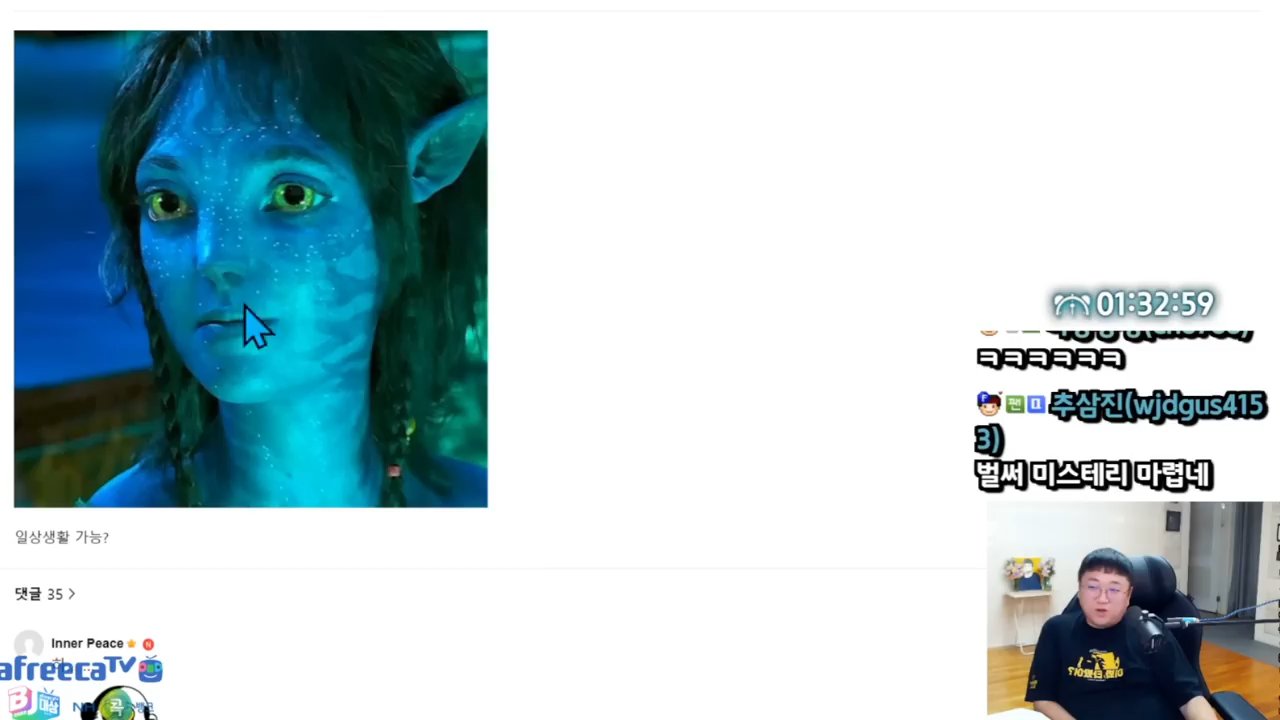 01:32:59
ㅋㅋㅋㅋㅋㅋ
팬
추삼진(wjdgus415
3)
벌써 미스테리 마렵네
일상생활 가능?
댓글 35 >
Inner Peace
N
afreecaTV